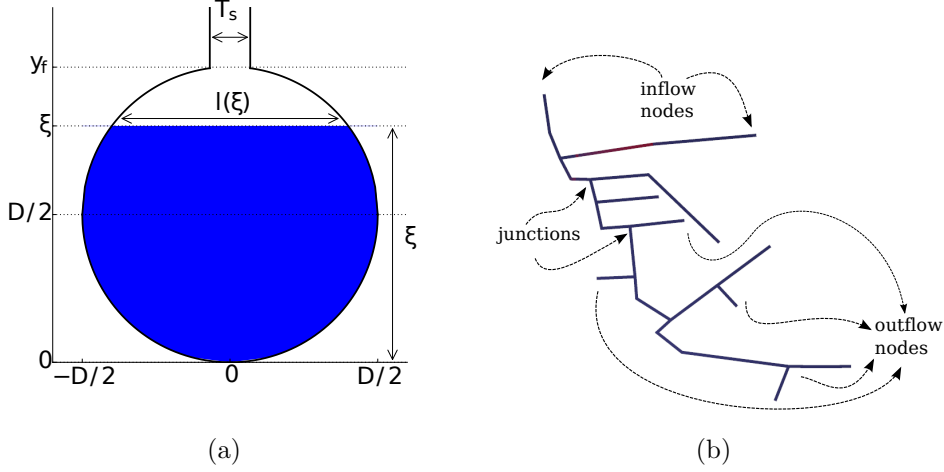 T_s
y_f
l(ξ)
ξ
D/2
ξ
0
−D/2
0
D/2
(a)
inflow
nodes
junctions
outflow
nodes
(b)